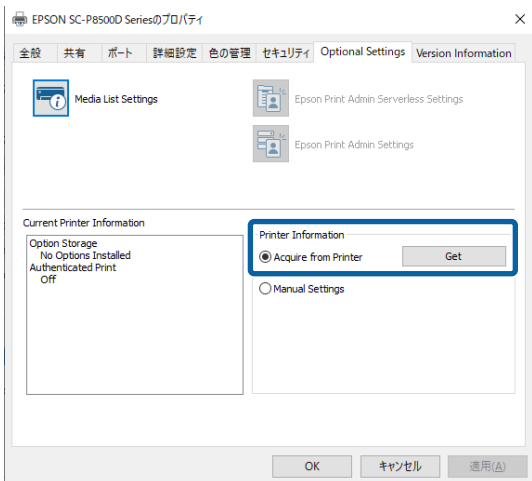 EPSON SC-P8500D Seriesのプロパティ
全般 共有 ポート 詳細設定 色の管理 セキュリティ Optional Settings Version Information
Media List Settings
Epson Print Admin Serverless Settings
Epson Print Admin Settings
Current Printer Information
Option Storage
No Options Installed
Authenticated Print
Off
Printer Information
Acquire from Printer
Get
Manual Settings
OK キャンセル 適用(A)